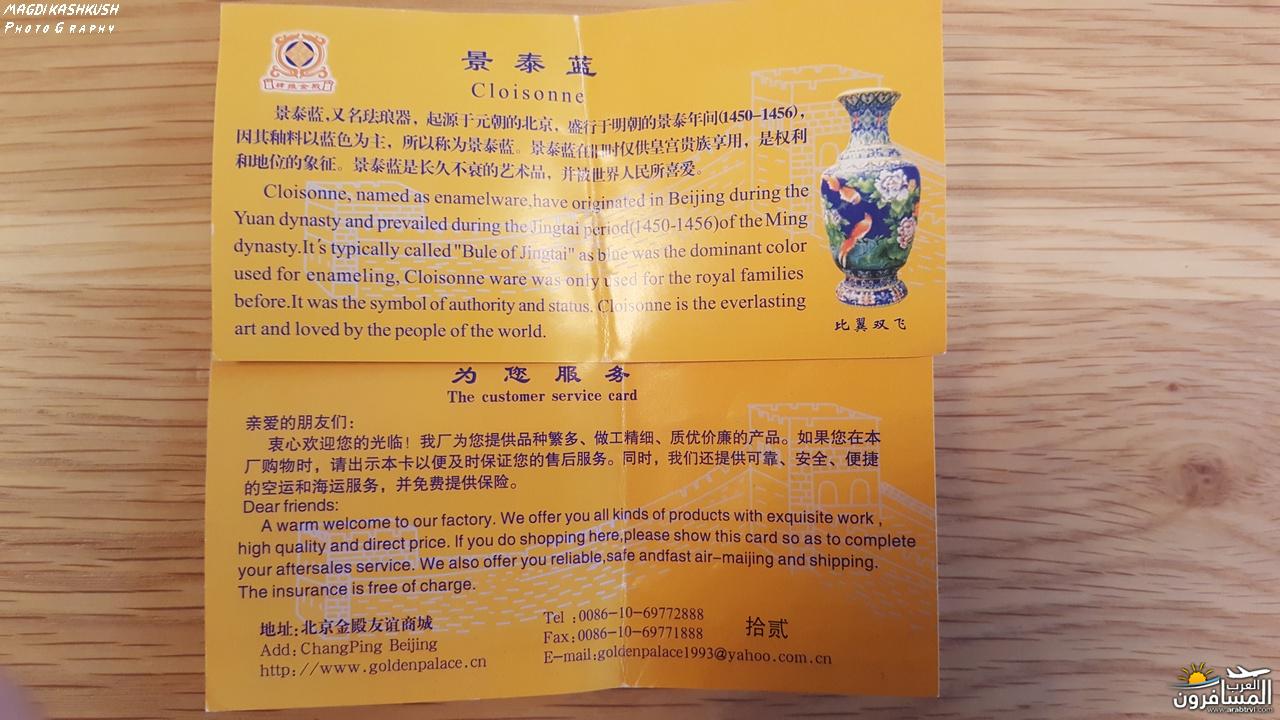 MAGDI KASHKUSH
PHOTOGRAPHY
牌雅金殿
景泰蓝
Cloisonne
景泰蓝,又名珐琅器，起源于元朝的北京，盛行于明朝的景泰年间(1450-1456),
因其釉料以蓝色为主，所以称为景泰蓝。景泰蓝在旧时仅供皇宫贵族享用，是权利
和地位的象征。景泰蓝是长久不衰的艺术品，并被世界人民所喜爱。
Cloisonne, named as enamelware,have originated in Beijing during the
Yuan dynasty and prevailed during the Jingtai period(1450-1456)of the Ming
dynasty.It's typically called "Bule of Jingtai" as blue was the dominant color
used for enameling, Cloisonne ware was only used for the royal families
before.It was the symbol of authority and status. Cloisonne is the everlasting
art and loved by the people of the world.
比翼双飞
为您服务
The customer service card
亲爱的朋友们：
衷心欢迎您的光临！我厂为您提供品种繁多、做工精细、质优价廉的产品。如果您在本
厂购物时，请出示本卡以便及时保证您的售后服务。同时，我们还提供可靠、安全、便捷
的空运和海运服务，并免费提供保险。
Dear friends:
A warm welcome to our factory. We offer you all kinds of products with exquisite work ,
high quality and direct price. If you do shopping here,please show this card so as to complete
your aftersales service. We also offer you reliable,safe andfast air-maijing and shipping.
The insurance is free of charge.
地址:北京金殿友谊商城
Add:ChangPing Beijing
http://www.goldenpalace.cn
Tel :0086-10-69772888
Fax:0086-10-69771888
E-mail:goldenpalace1993@yahoo.com.cn
拾贰
العرب
المسافرون
www.arabtrvl.com